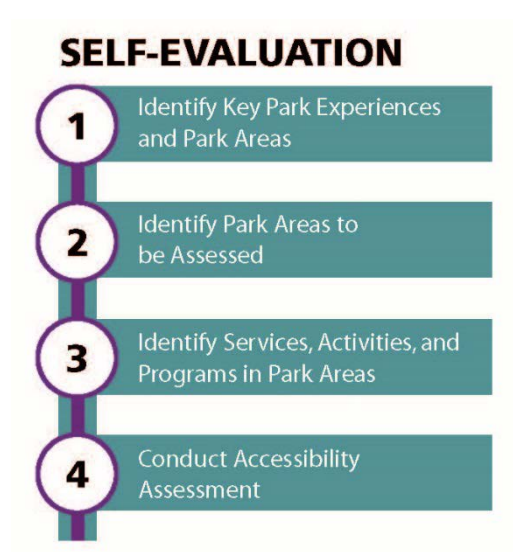 SELF-EVALUATION
1
Identify Key Park Experiences
and Park Areas
2
Identify Park Areas to
be Assessed
3
Identify Services, Activities, and
Programs in Park Areas
4
Conduct Accessibility
Assessment